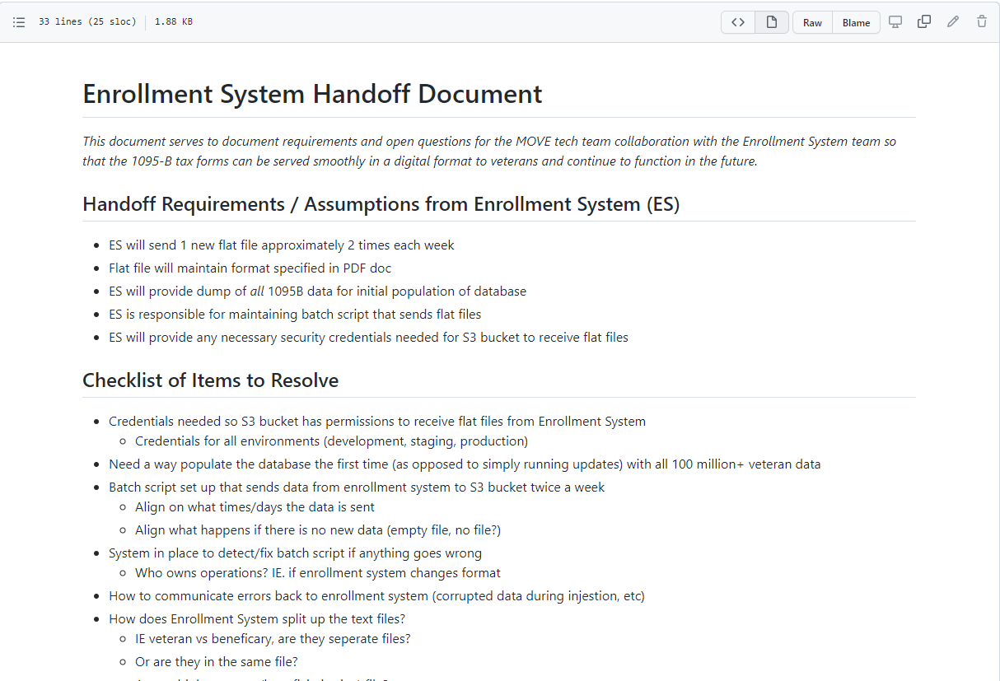 33 lines (25 sloc) 1.88 KB
Raw Blame
Enrollment System Handoff Document
This document serves to document requirements and open questions for the MOVE tech team collaboration with the Enrollment System team so
that the 1095-B tax forms can be served smoothly in a digital format to veterans and continue to function in the future.
Handoff Requirements / Assumptions from Enrollment System (ES)
ES will send 1 new flat file approximately 2 times each week
Flat file will maintain format specified in PDF doc
ES will provide dump of all 1095B data for initial population of database
ES is responsible for maintaining batch script that sends flat files
ES will provide any necessary security credentials needed for S3 bucket to receive flat files
Checklist of Items to Resolve
Credentials needed so S3 bucket has permissions to receive flat files from Enrollment System
Credentials for all environments (development, staging, production)
Need a way populate the database the first time (as opposed to simply running updates) with all 100 million+ veteran data
Batch script set up that sends data from enrollment system to S3 bucket twice a week
Align on what times/days the data is sent
Align what happens if there is no new data (empty file, no file?)
System in place to detect/fix batch script if anything goes wrong
Who owns operations? IE. if enrollment system changes format
How to communicate errors back to enrollment system (corrupted data during injestion, etc)
How does Enrollment System split up the text files?
IE veteran vs beneficary, are they seperate files?
Or are they in the same file?